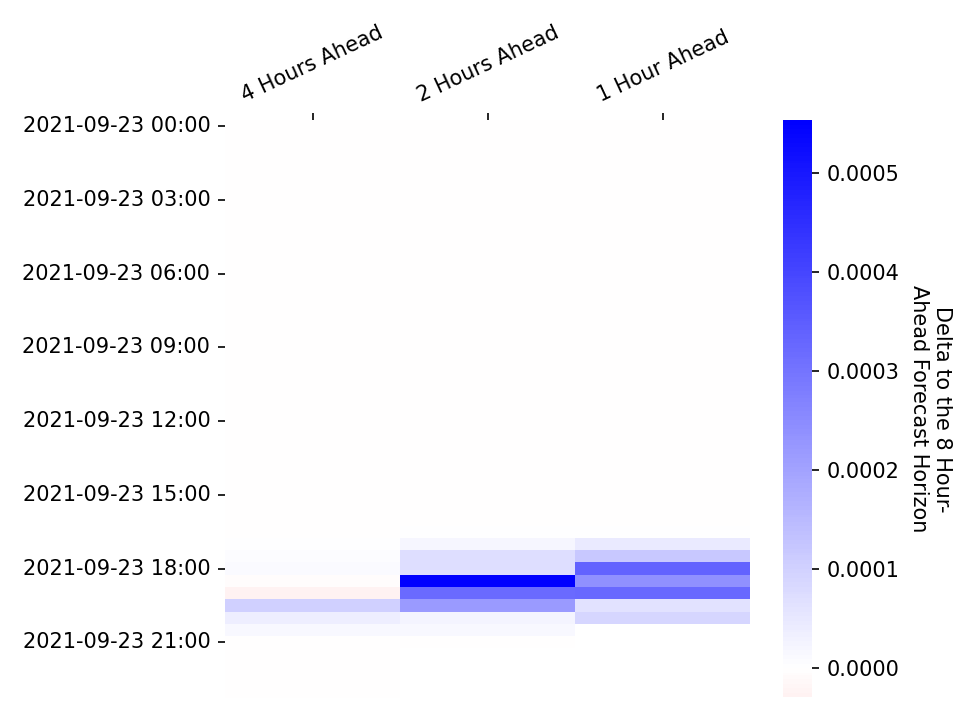 4 Hours Ahead
2 Hours Ahead
1 Hour Ahead
2021-09-23 00:00
2021-09-23 03:00
2021-09-23 06:00
2021-09-23 09:00
2021-09-23 12:00
2021-09-23 15:00
2021-09-23 18:00
2021-09-23 21:00
0.0005
0.0004
0.0003
0.0002
0.0001
0.0000
Delta to the 8 Hour-
Ahead Forecast Horizon